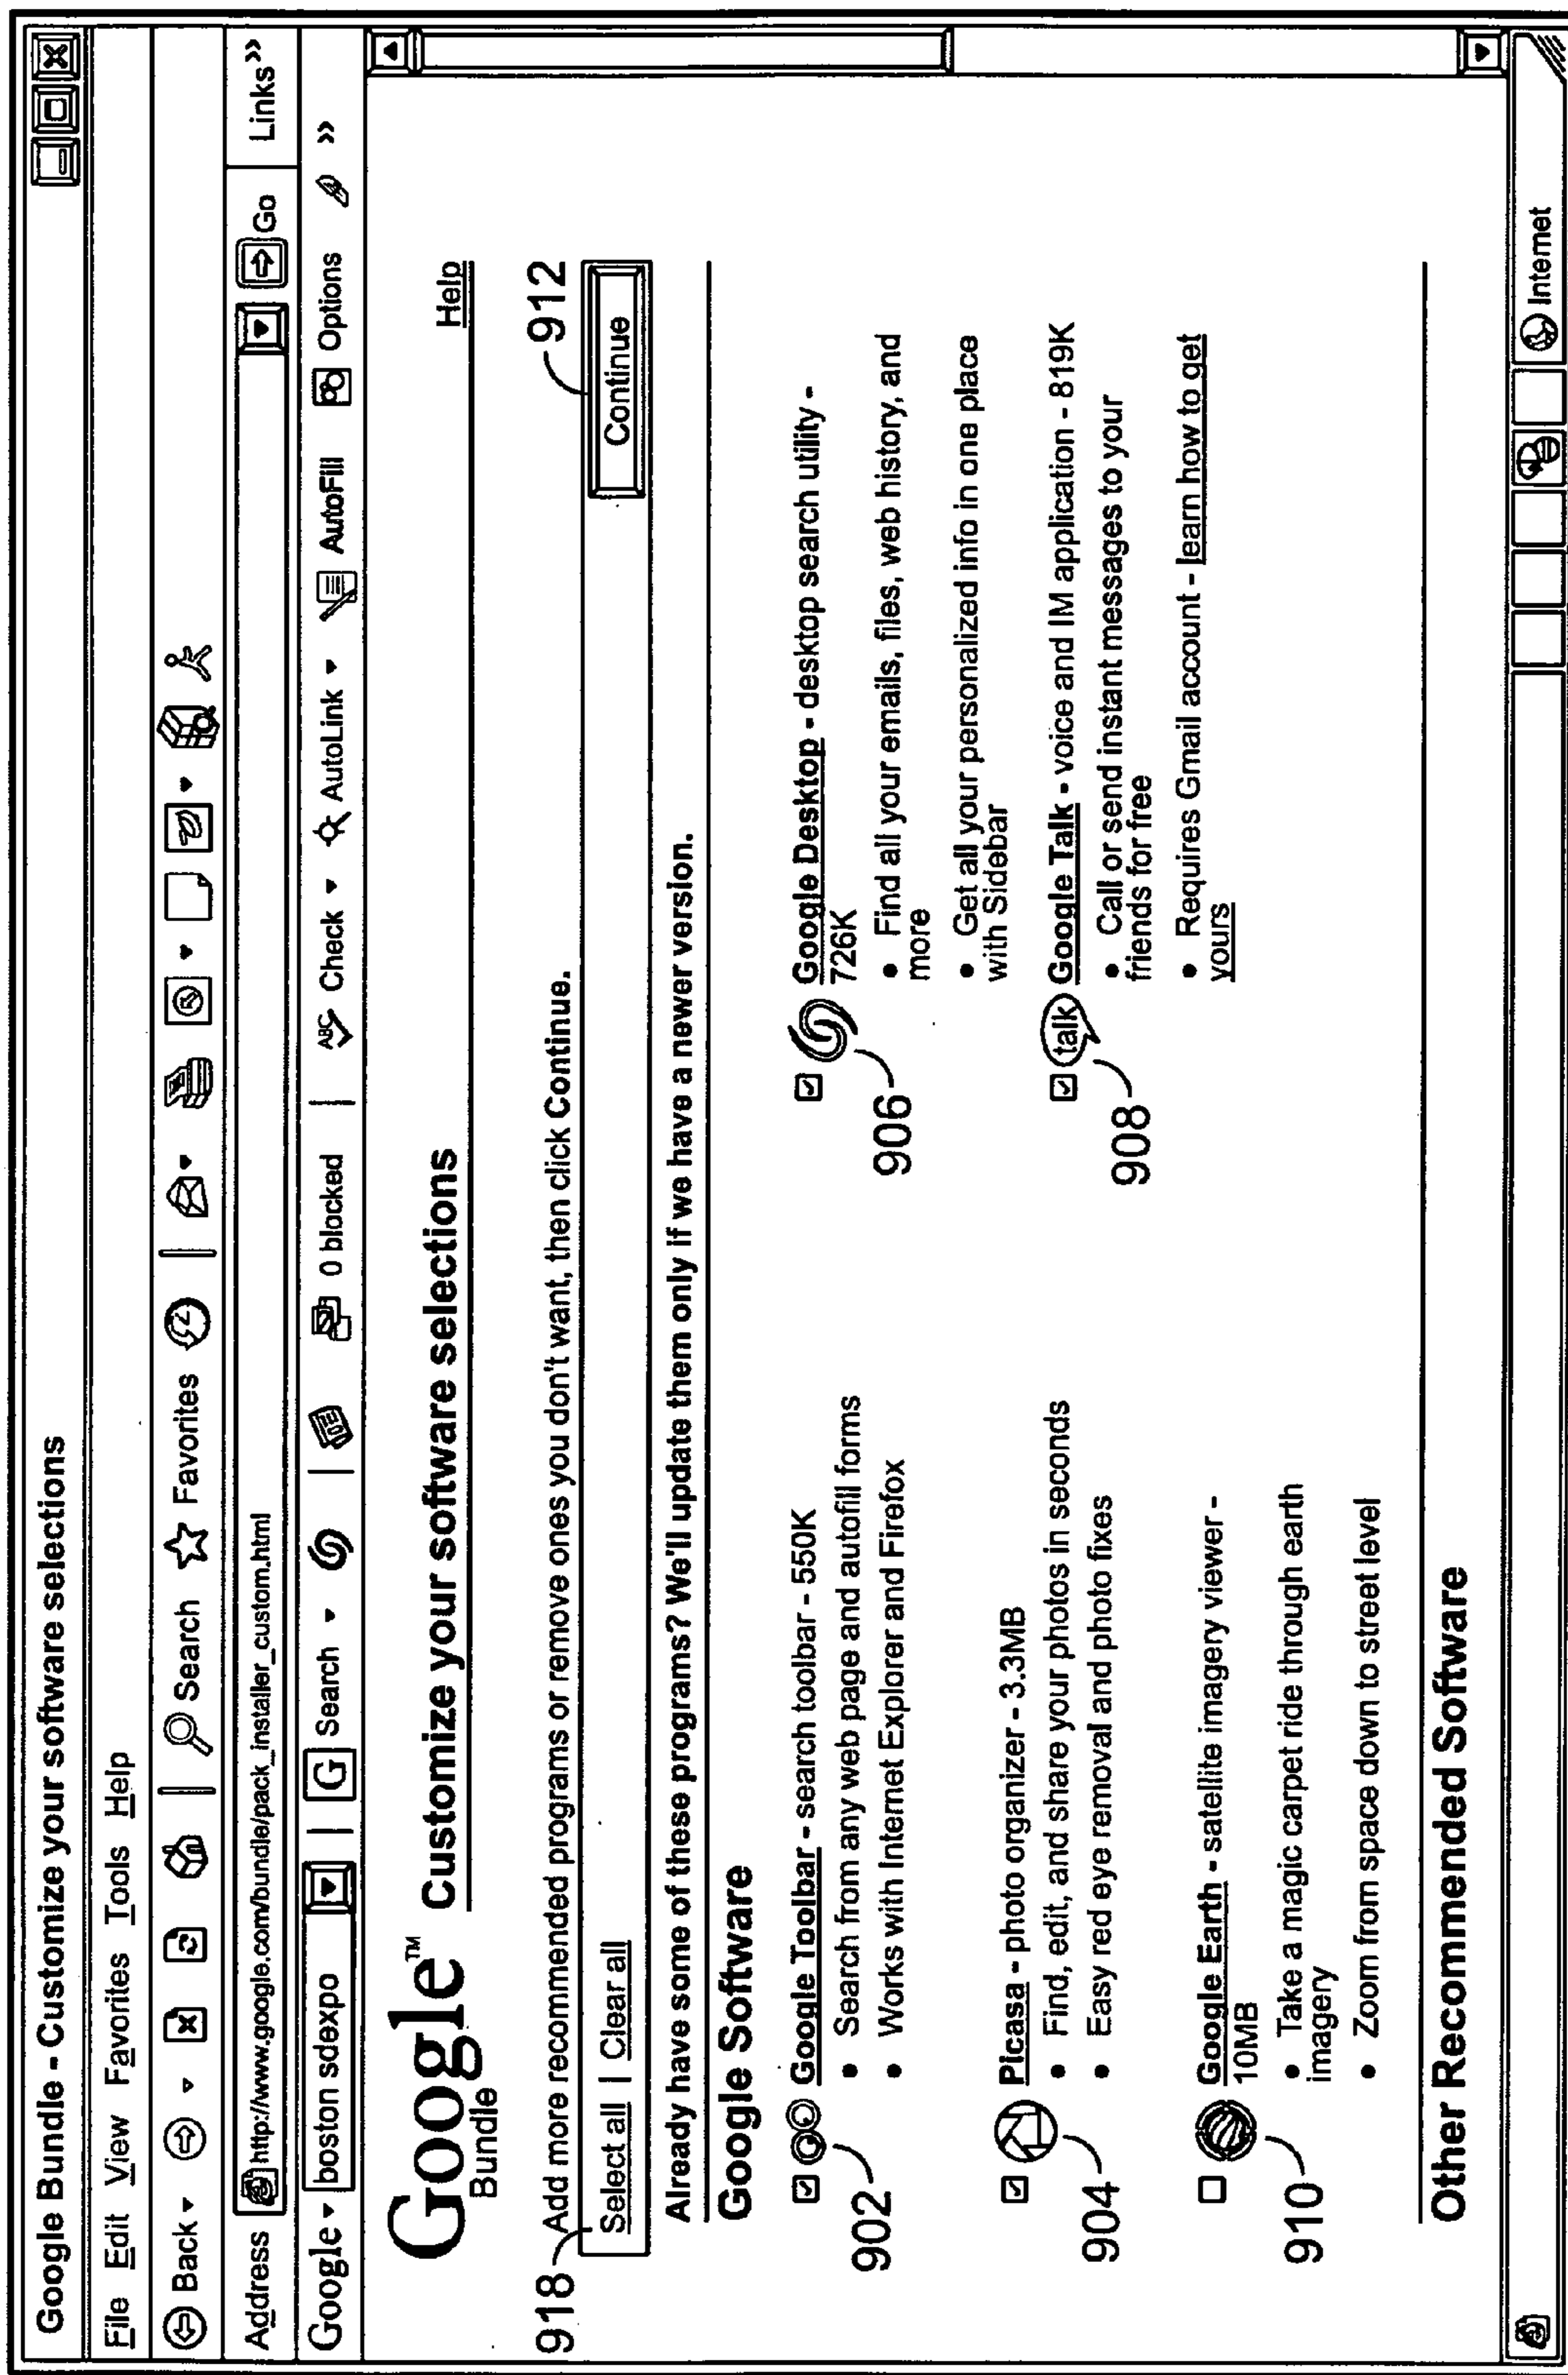 Google Bundle - Customize your software selections
File Edit View Favorites Tools Help
Back Search Favorites
Address http://www.google.com/bundle/pack_installer_custom.html Go Links »
Google boston sdexpo G Search 0 blocked ABC Check AutoLink AutoFill Options »
Google™ Customize your software selections Help
Bundle
918 Add more recommended programs or remove ones you don't want, then click Continue. 912
Select all | Clear all Continue
Already have some of these programs? We'll update them only if we have a newer version.
Google Software
Google Toolbar - search toolbar - 550K
• Search from any web page and autofill forms
• Works with Internet Explorer and Firefox
902
Picasa - photo organizer - 3.3MB
• Find, edit, and share your photos in seconds
• Easy red eye removal and photo fixes
904
Google Earth - satellite imagery viewer -
10MB
• Take a magic carpet ride through earth
imagery
• Zoom from space down to street level
910
Google Desktop - desktop search utility -
726K
• Find all your emails, files, web history, and
more
• Get all your personalized info in one place
with Sidebar
906
talk Google Talk - voice and IM application - 819K
• Call or send instant messages to your
friends for free
• Requires Gmail account - learn how to get
yours
908
Other Recommended Software
Internet